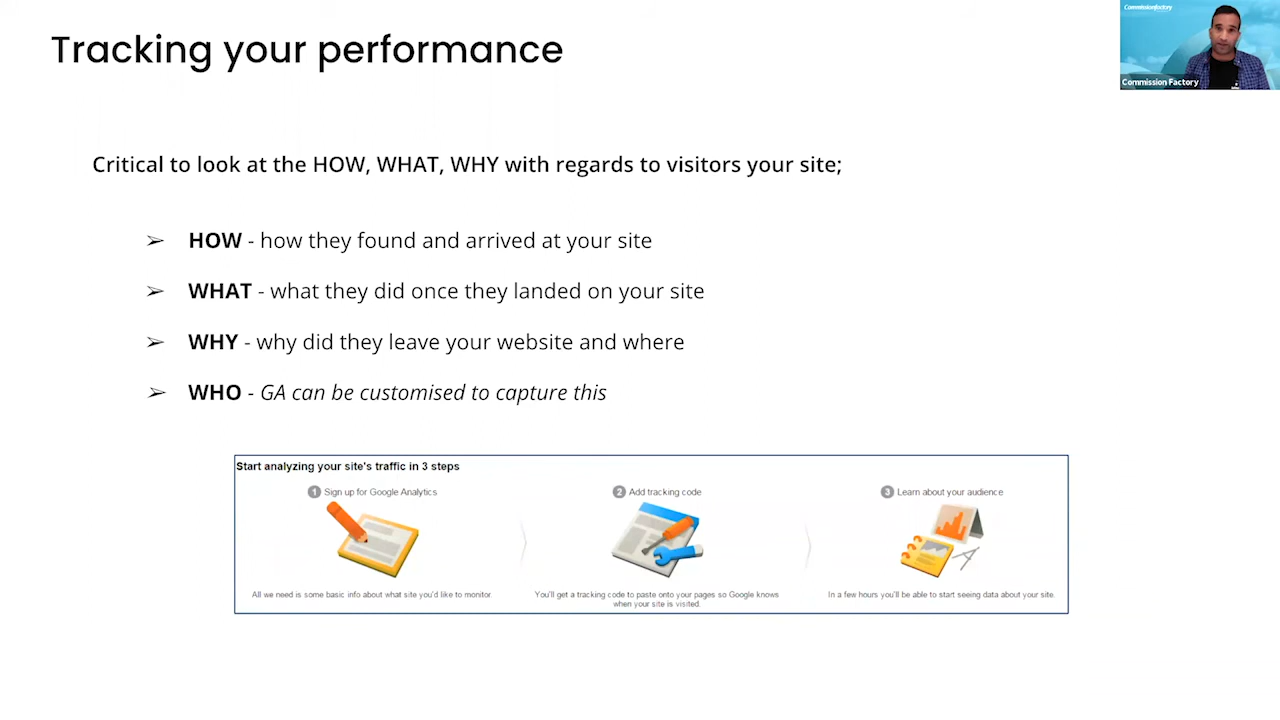 Tracking your performance
Commissionfactory
Commission Factory
Critical to look at the HOW, WHAT, WHY with regards to visitors your site;
➢ HOW - how they found and arrived at your site
➢ WHAT - what they did once they landed on your site
➢ WHY - why did they leave your website and where
➢ WHO - GA can be customised to capture this
Start analyzing your site's traffic in 3 steps
1 Sign up for Google Analytics
2 Add tracking code
3 Learn about your audience
All we need is some basic info about what site you'd like to monitor.
You'll get a tracking code to paste onto your pages so Google knows
when your site is visited.
In a few hours you'll be able to start seeing data about your site.